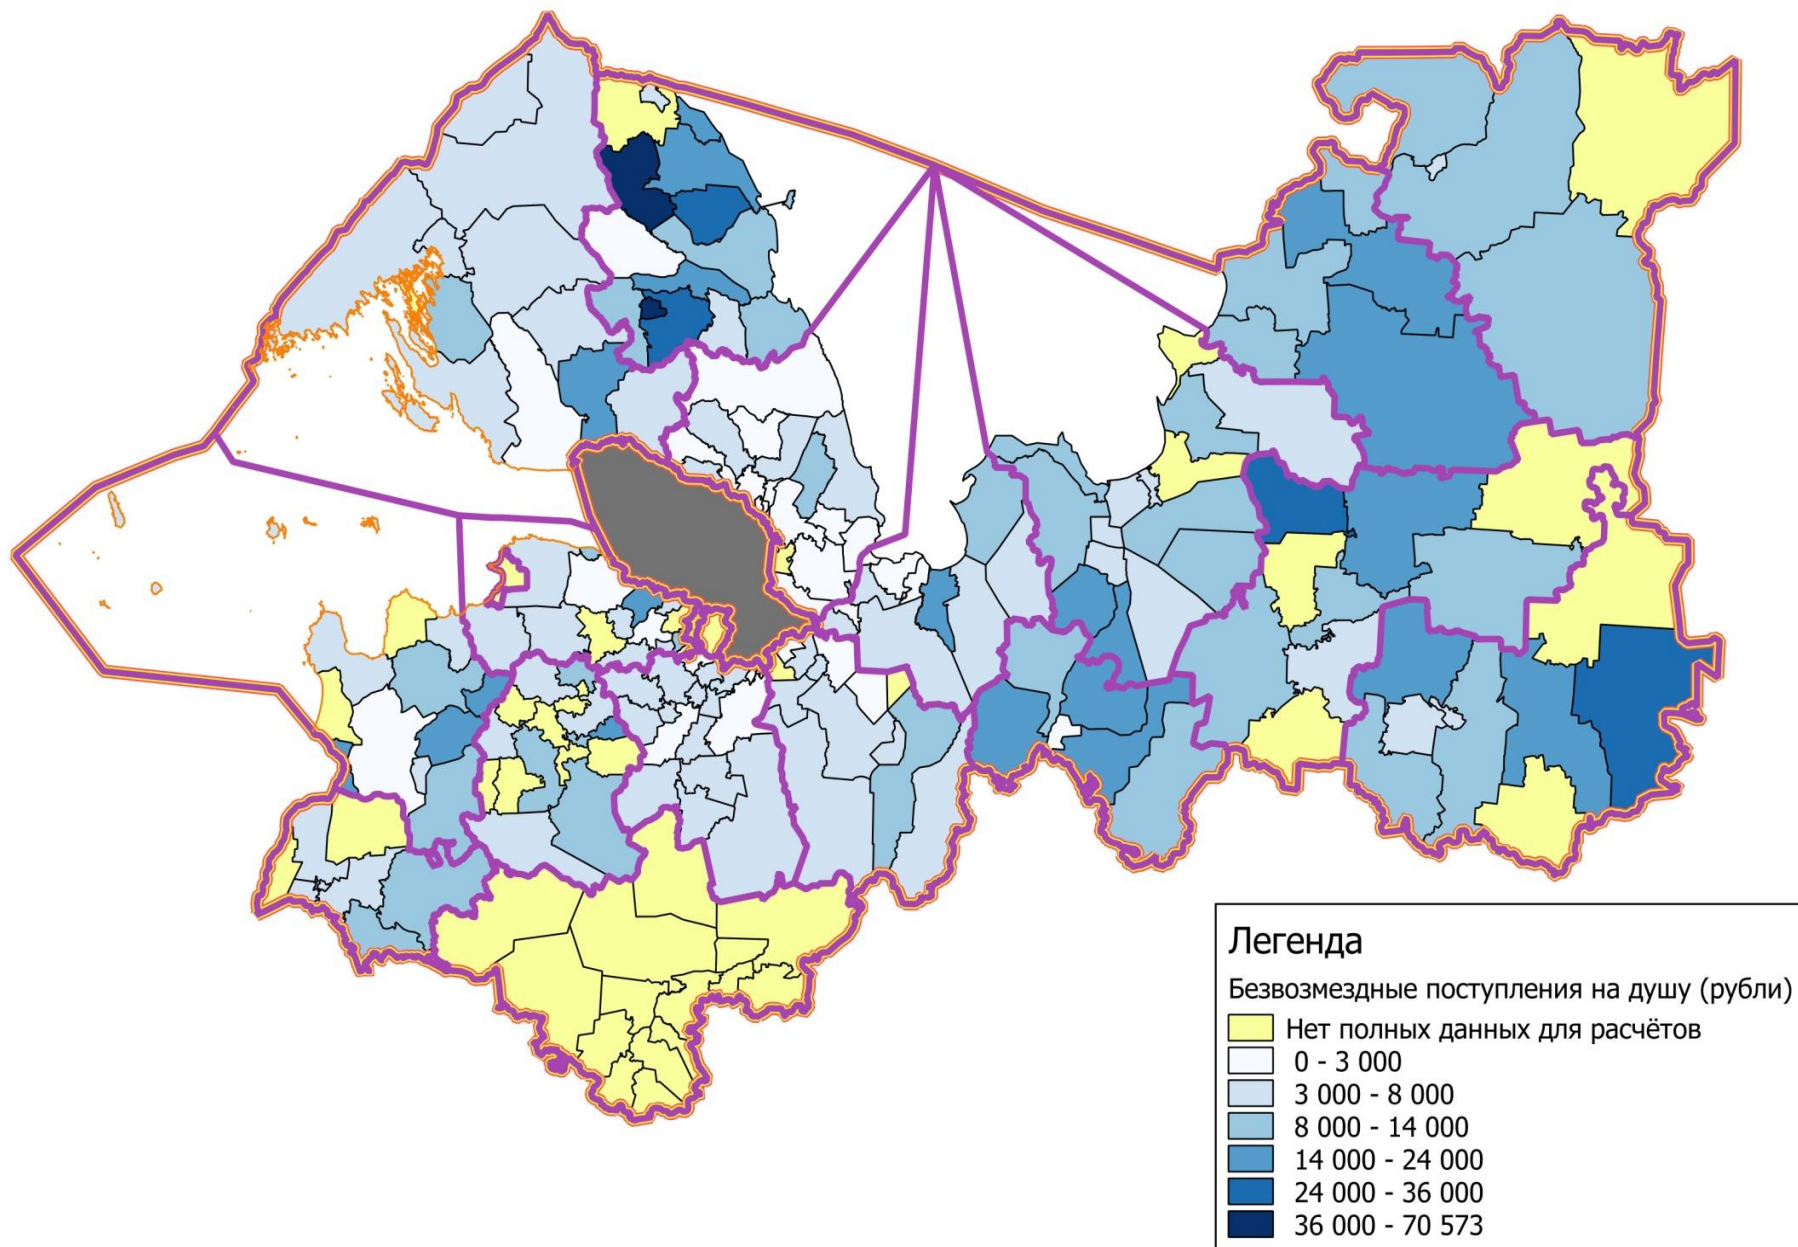 Легенда
Безвозмездные поступления на душу (рубли)
Нет полных данных для расчётов
0 - 3 000
3 000 - 8 000
8 000 - 14 000
14 000 - 24 000
24 000 - 36 000
36 000 - 70 573